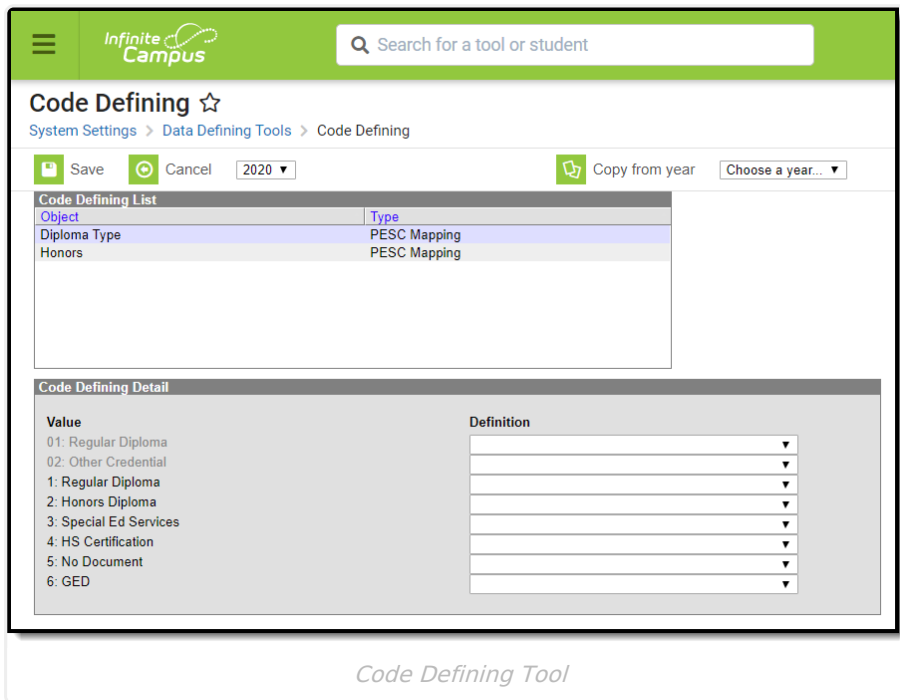 Infinite Campus
Search for a tool or student
Code Defining
System Settings > Data Defining Tools > Code Defining
Save Cancel 2020 Copy from year Choose a year...
Code Defining List
Object Type
Diploma Type PESC Mapping
Honors PESC Mapping
Code Defining Detail
Value Definition
01: Regular Diploma
02: Other Credential
1: Regular Diploma
2: Honors Diploma
3: Special Ed Services
4: HS Certification
5: No Document
6: GED
Code Defining Tool